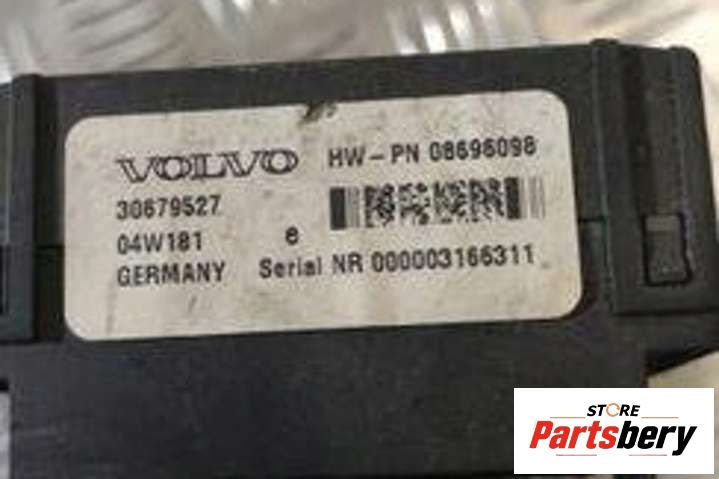 VOLVO HW-PN 08696098
30679527
04W181 e
GERMANY Serial NR 000003166311
STORE
Partsbery